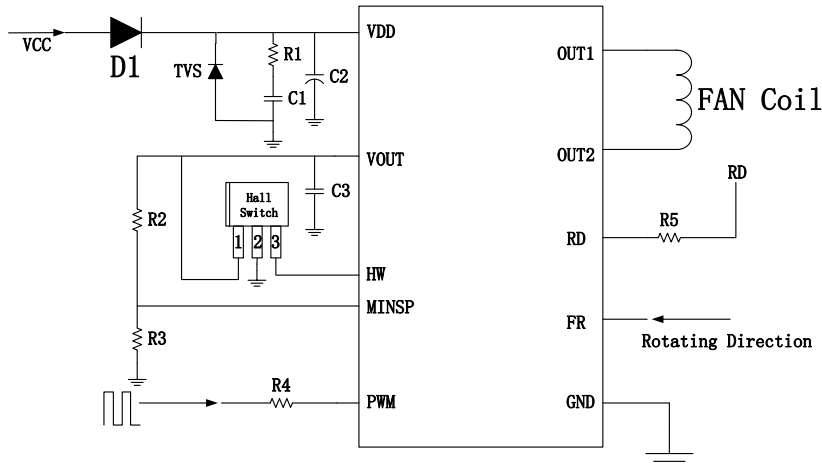 VCC
D1
TVS
R1
C1
C2
VDD
OUT1
FAN Coil
OUT2
VOUT
C3
R2
Hall
Switch
1 2 3
HW
MINSP
R3
R4
PWM
RD
R5
RD
FR
Rotating Direction
GND